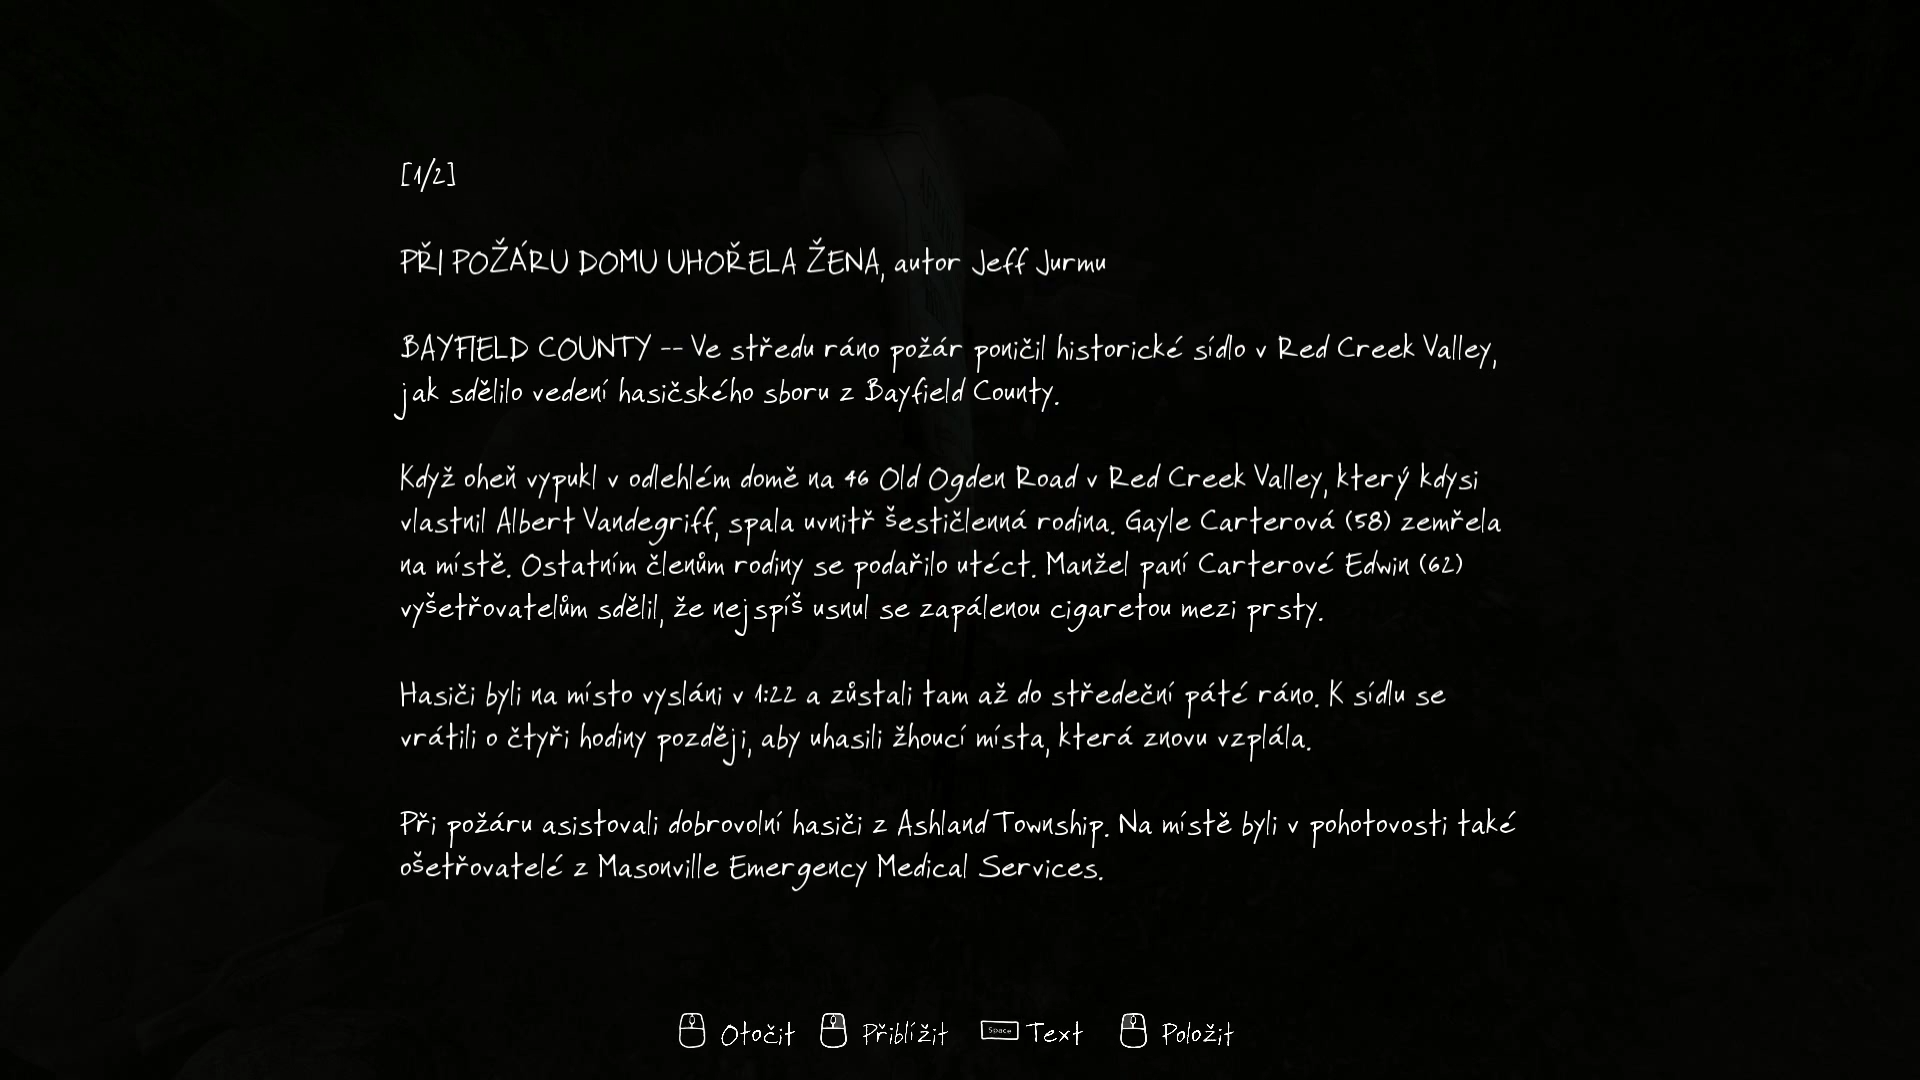 [1/2]
PŘI POŽÁRU DOMU UHOŘELA ŽENA, autor Jeff Jurmu
BAYFIELD COUNTY -- Ve středu ráno požár poničil historické sídlo v Red Creek Valley,
jak sdělilo vedení hasičského sboru z Bayfield County.
Když oheň vypukl v odlehlém domě na 46 Old Ogden Road v Red Creek Valley, který kdysi
vlastnil Albert Vandegriff, spala uvnitř šestičlenná rodina. Gayle Carterová (58) zemřela
na místě. Ostatním členům rodiny se podařilo utéct. Manžel paní Carterové Edwin (62)
vyšetřovatelům sdělil, že nejspíš usnul se zapálenou cigaretou mezi prsty.
Hasiči byli na místo vysláni v 1:22 a zůstali tam až do středeční páté ráno. K sídlu se
vrátili o čtyři hodiny později, aby uhasili žhoucí místa, která znovu vzplála.
Při požáru asistovali dobrovolní hasiči z Ashland Township. Na místě byli v pohotovosti také
ošetřovatelé z Masonville Emergency Medical Services.
Otočit Přiblížit Space Text Položit